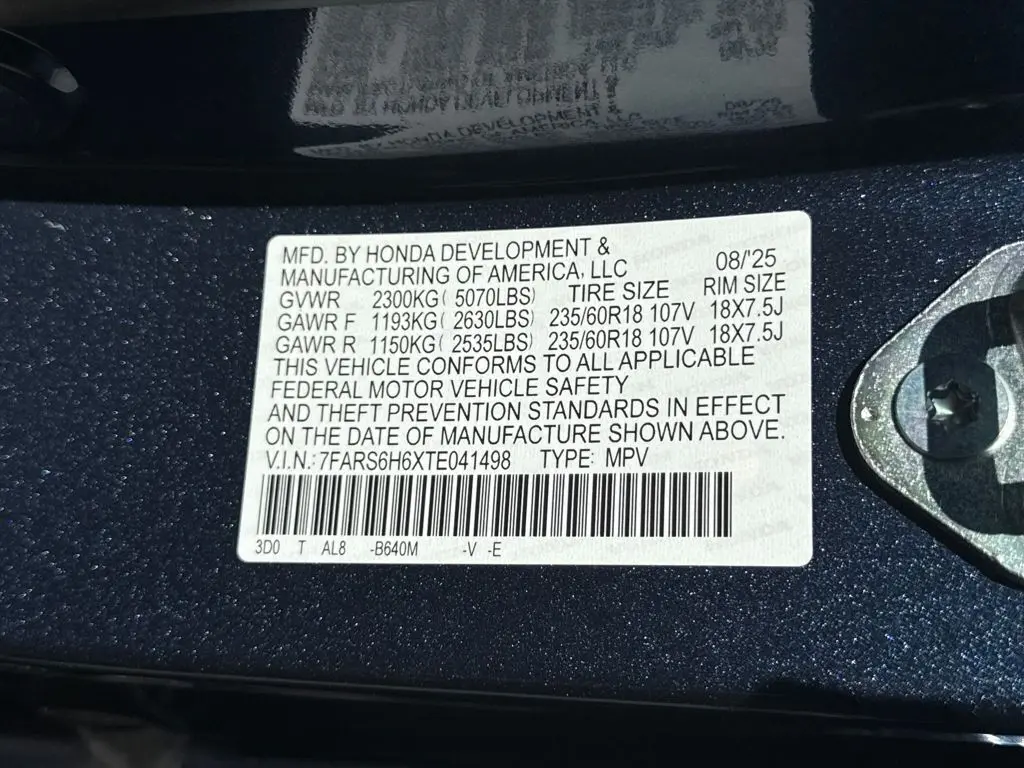 MFD. BY HONDA DEVELOPMENT &
MANUFACTURING OF AMERICA, LLC 08/'25
GVWR 2300KG ( 5070LBS) TIRE SIZE RIM SIZE
GAWR F 1193KG ( 2630LBS) 235/60R18 107V 18X7.5J
GAWR R 1150KG ( 2535LBS) 235/60R18 107V 18X7.5J
THIS VEHICLE CONFORMS TO ALL APPLICABLE
FEDERAL MOTOR VEHICLE SAFETY
AND THEFT PREVENTION STANDARDS IN EFFECT
ON THE DATE OF MANUFACTURE SHOWN ABOVE.
V.I.N.: 7FARS6H6XTE041498 TYPE: MPV
3D0 T AL8 -B640M -V -E